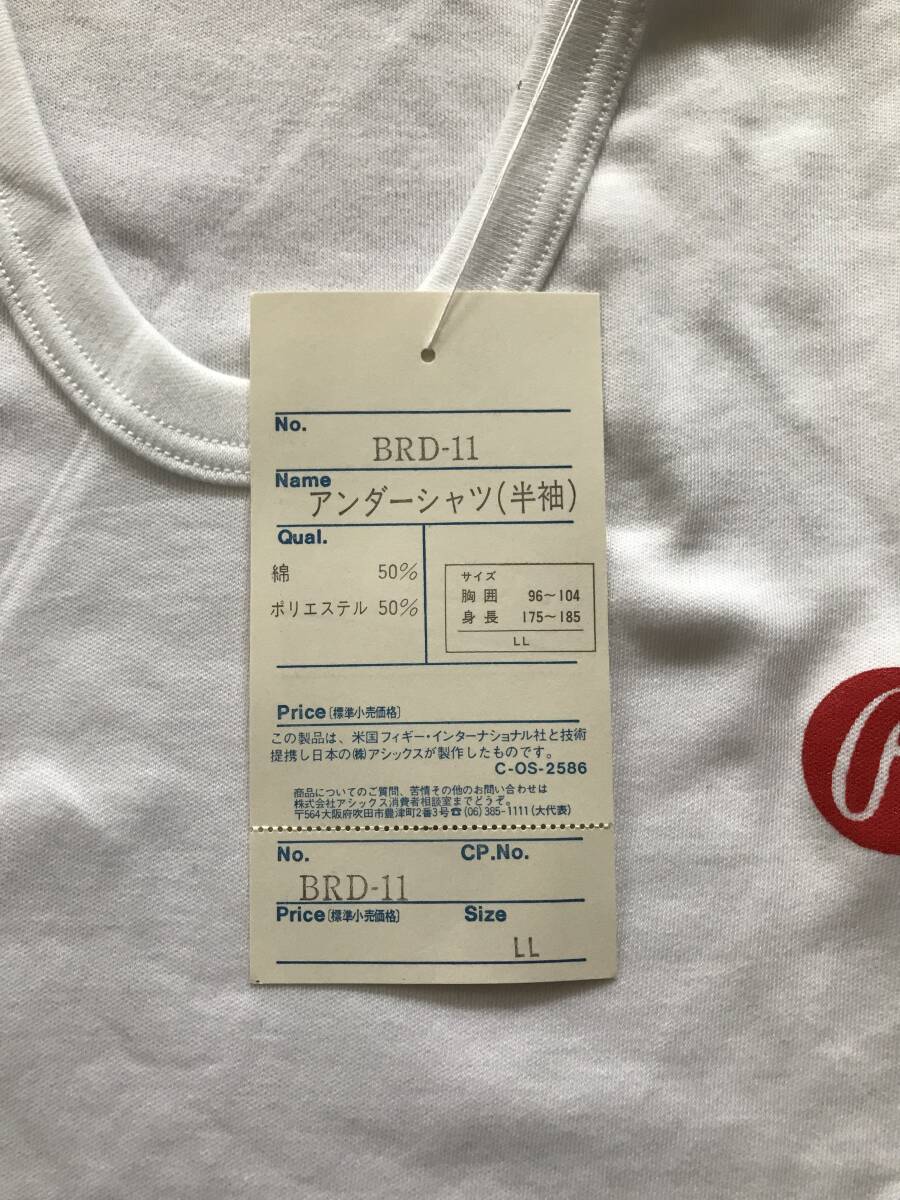 No.
BRD-11
Name
アンダーシャツ(半袖)
Qual.
綿 50%
ポリエステル 50%
サイズ
胸囲 96～104
身長 175～185
LL
Price〔標準小売価格〕
この製品は、米国フィギー・インターナショナル社と技術
提携し日本の㈱アシックスが製作したものです。
C-OS-2586
商品についてのご質問、苦情その他のお問い合わせは
株式会社アシックス消費者相談室までどうぞ。
〒564大阪府吹田市豊津町2番3号☎(06)385-1111(大代表)
No. CP.No.
BRD-11
Price〔標準小売価格〕 Size
LL